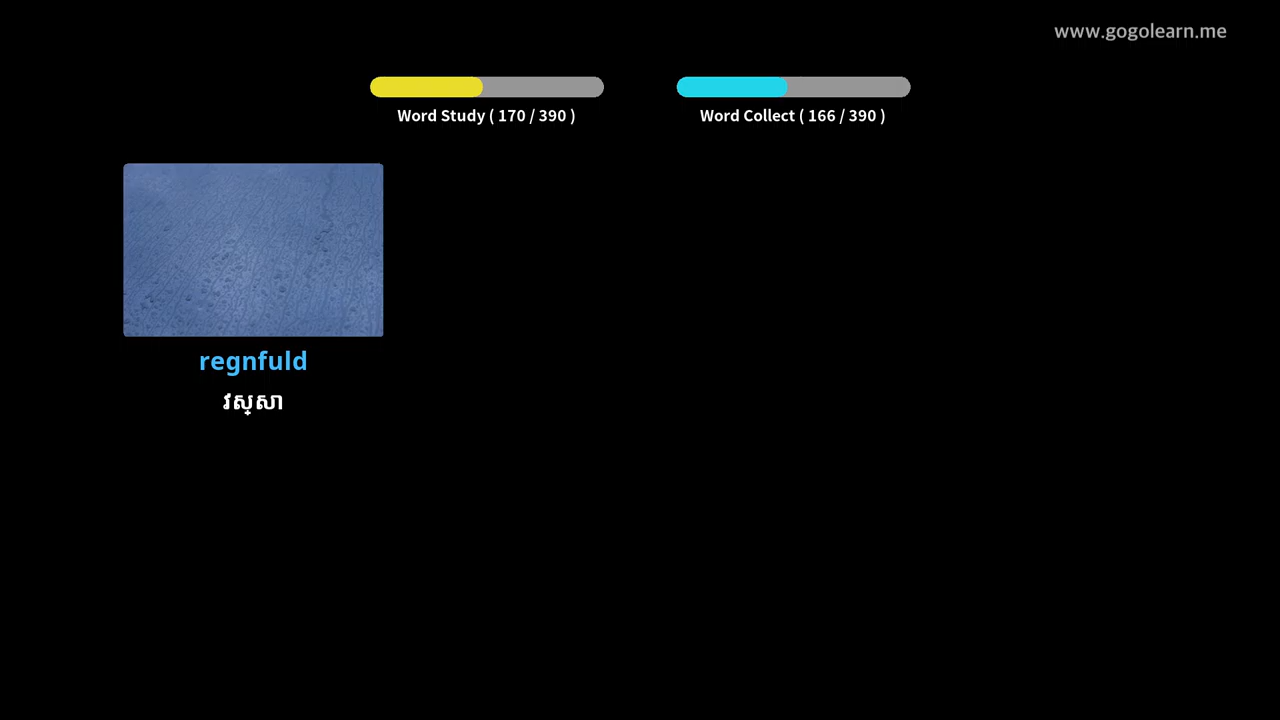 www.gogolearn.me
Word Study ( 170 / 390 )
Word Collect ( 166 / 390 )
regnfuld
វស្សា